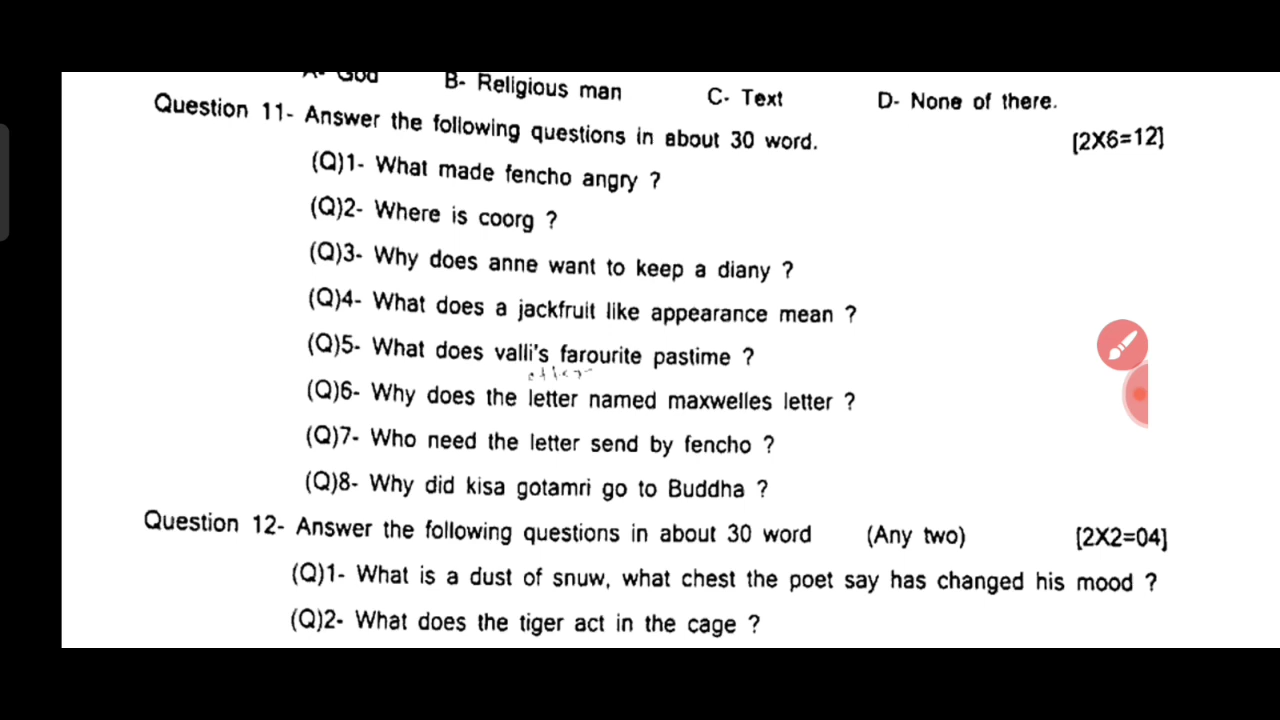 A- God B- Religious man C- Text D- None of there.
Question 11- Answer the following questions in about 30 word. [2X6=12]
(Q)1- What made fencho angry ?
(Q)2- Where is coorg ?
(Q)3- Why does anne want to keep a diany ?
(Q)4- What does a jackfruit like appearance mean ?
(Q)5- What does valli's farourite pastime ?
(Q)6- Why does the letter named maxwelles letter ?
(Q)7- Who need the letter send by fencho ?
(Q)8- Why did kisa gotamri go to Buddha ?
Question 12- Answer the following questions in about 30 word (Any two) [2X2=04]
(Q)1- What is a dust of snuw, what chest the poet say has changed his mood ?
(Q)2- What does the tiger act in the cage ?